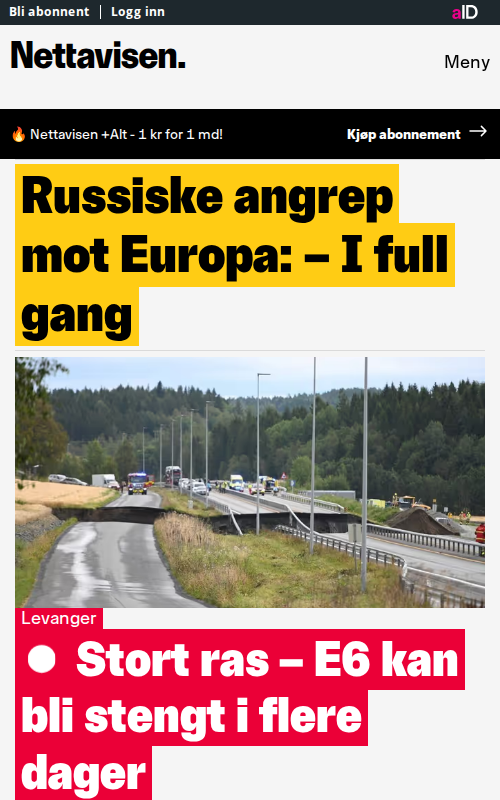 Bli abonnent | Logg inn
aID
Nettavisen.
Meny
🔥 Nettavisen +Alt - 1 kr for 1 md!
Kjøp abonnement →
Russiske angrep
mot Europa: – I full
gang
Levanger
Stort ras – E6 kan
bli stengt i flere
dager